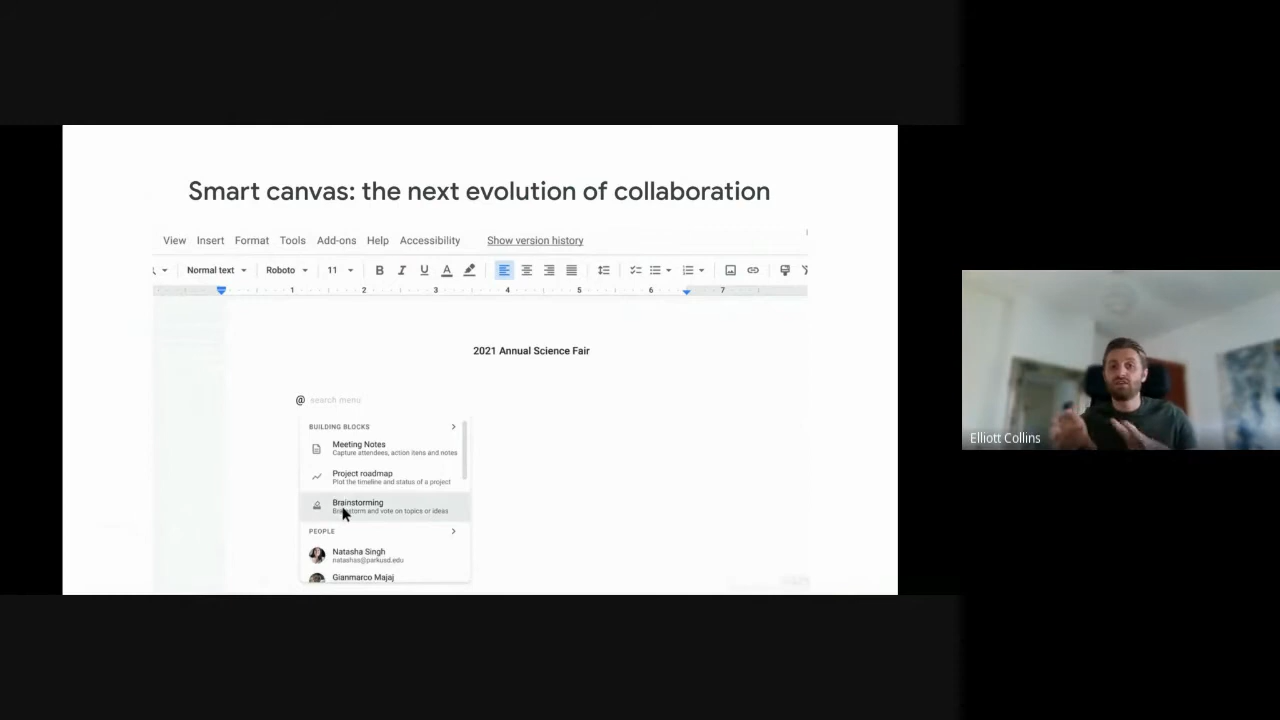 Smart canvas: the next evolution of collaboration
View Insert Format Tools Add-ons Help Accessibility Show version history
Normal text Roboto 11 B I U A
1 2 3 4 5 6 7
2021 Annual Science Fair
@ search menu
BUILDING BLOCKS
Meeting Notes
Capture attendees, action items and notes
Project roadmap
Plot the timeline and status of a project
Brainstorming
Brainstorm and vote on topics or ideas
PEOPLE
Natasha Singh
natashas@parkusd.edu
Gianmarco Majaj
Elliott Collins